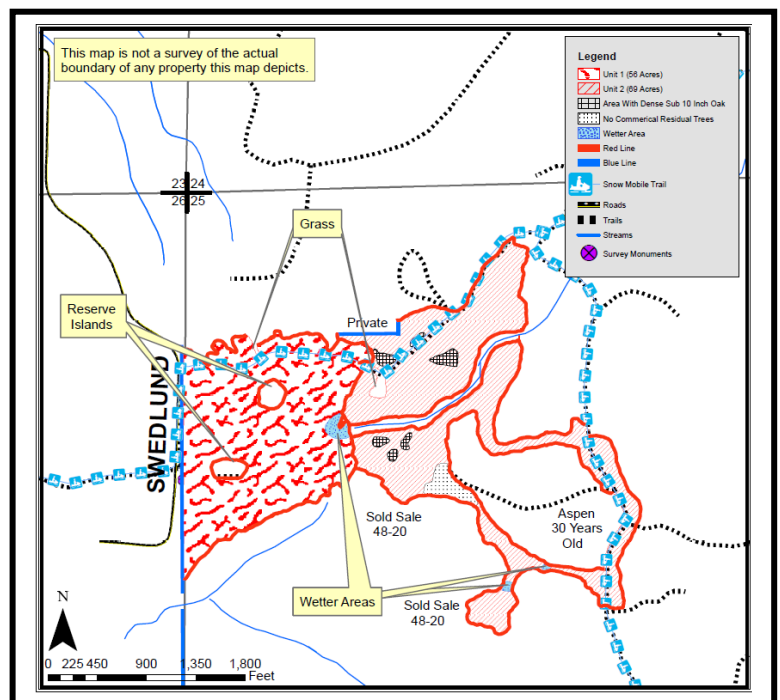 This map is not a survey of the actual
boundary of any property this map depicts.
Legend
Unit 1 (56 Acres)
Unit 2 (69 Acres)
Area With Dense Sub 10 Inch Oak
No Commerical Residual Trees
Wetter Area
Red Line
Blue Line
Snow Mobile Trail
Roads
Trails
Streams
Survey Monuments
23 24
26 25
Grass
Reserve
Islands
Private
SWEDLUND
Sold Sale
48-20
Aspen
30 Years
Old
Wetter Areas
Sold Sale
48-20
N
0 225 450 900 1,350 1,800
Feet